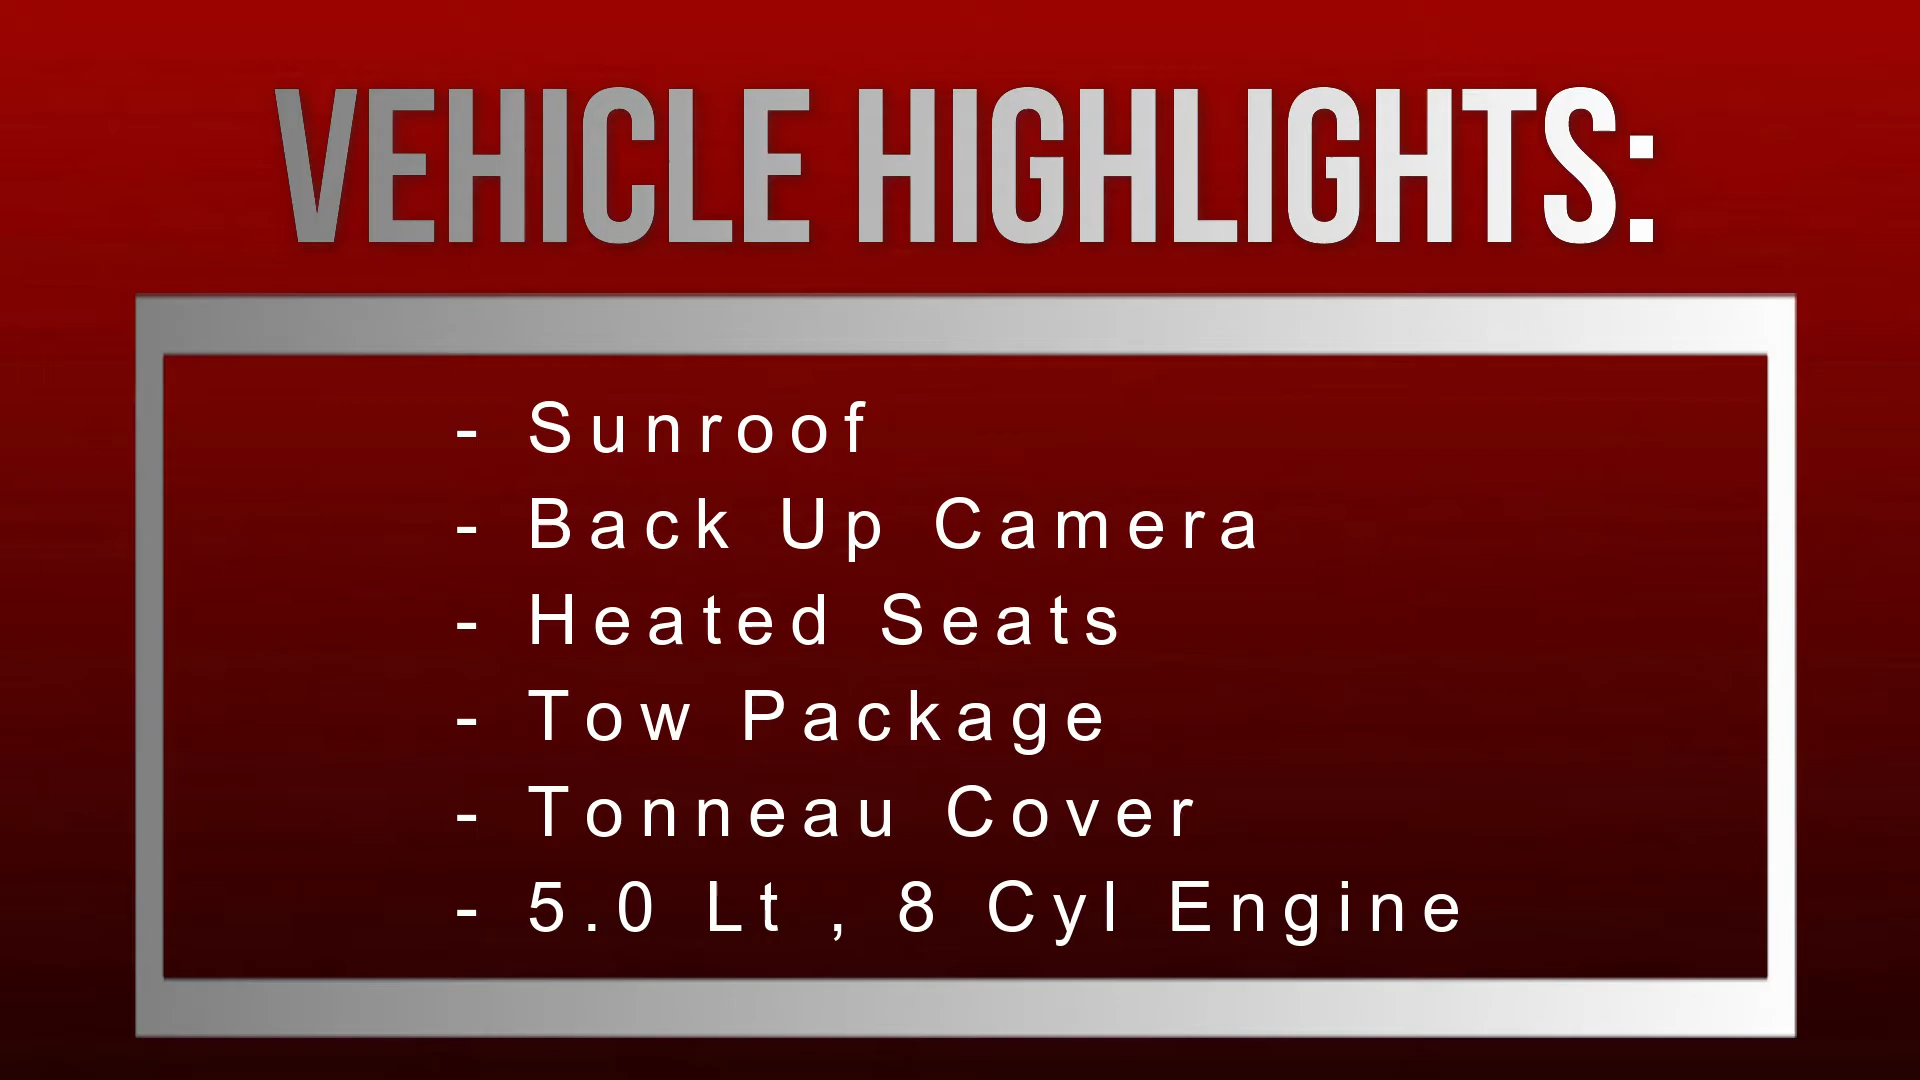 VEHICLE HIGHLIGHTS:
- Sunroof
- Back Up Camera
- Heated Seats
- Tow Package
- Tonneau Cover
- 5.0 Lt , 8 Cyl Engine